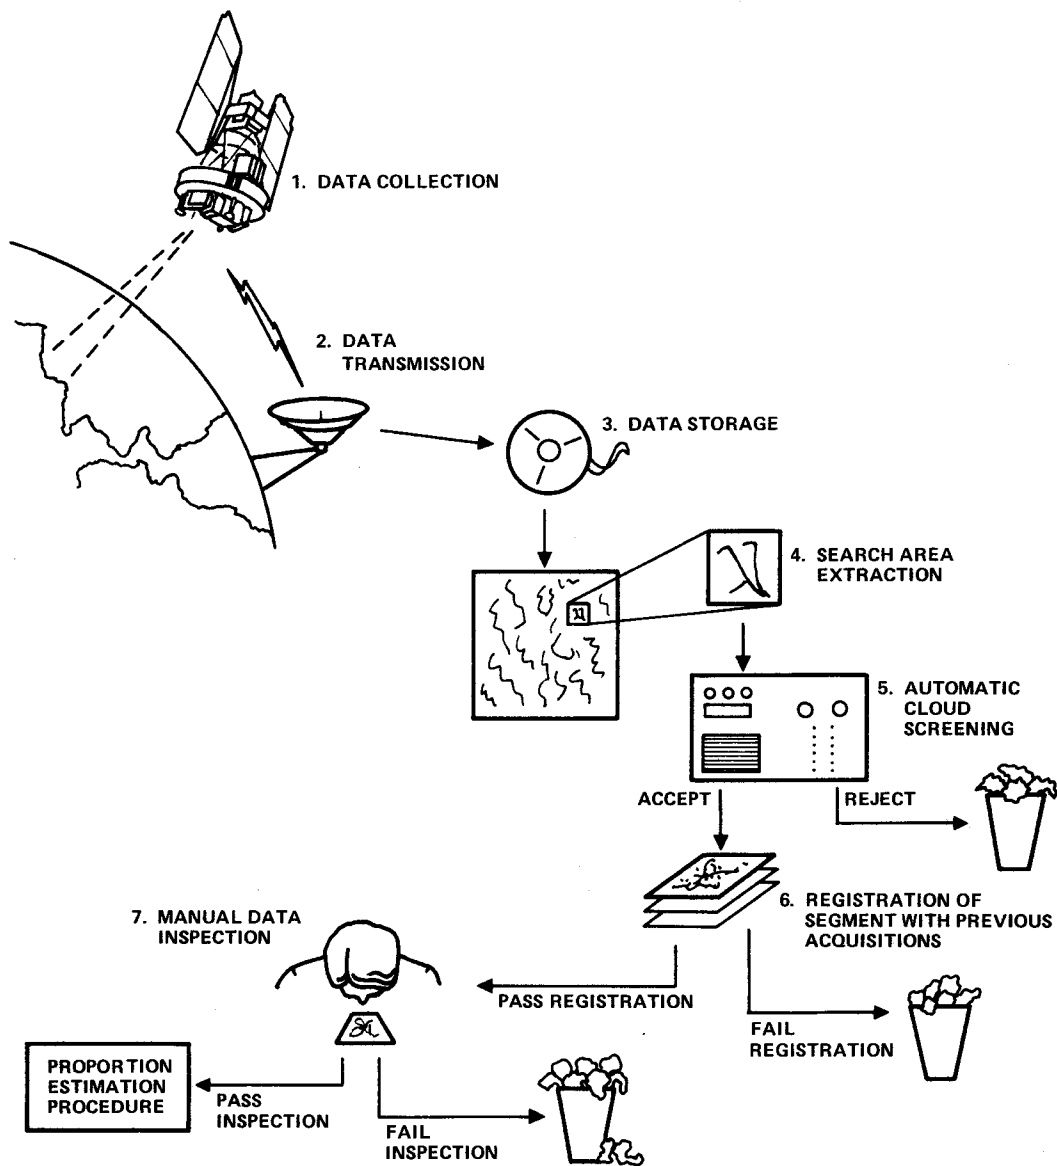 1. DATA COLLECTION
2. DATA
TRANSMISSION
3. DATA STORAGE
4. SEARCH AREA
EXTRACTION
5. AUTOMATIC
CLOUD
SCREENING
ACCEPT
REJECT
6. REGISTRATION OF
SEGMENT WITH PREVIOUS
ACQUISITIONS
7. MANUAL DATA
INSPECTION
PASS REGISTRATION
FAIL
REGISTRATION
PROPORTION
ESTIMATION
PROCEDURE
PASS
INSPECTION
FAIL
INSPECTION